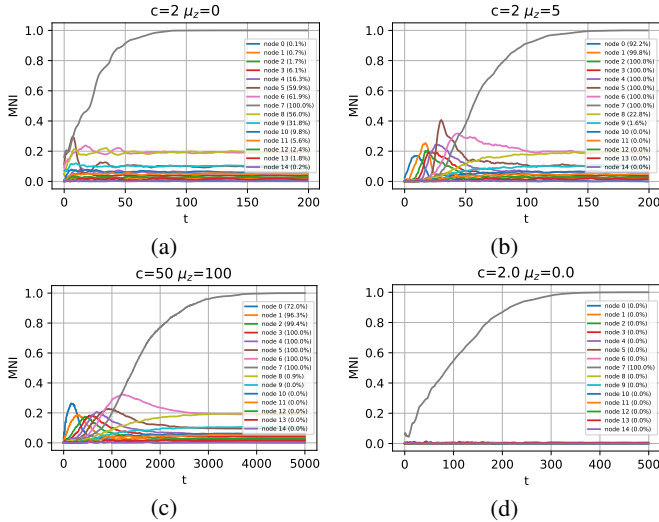 c=2 μ_z=0
MNI
1.0
0.8
0.6
0.4
0.2
0.0
node 0 (0.1%)
node 1 (0.7%)
node 2 (1.7%)
node 3 (6.1%)
node 4 (16.3%)
node 5 (59.9%)
node 6 (61.9%)
node 7 (100.0%)
node 8 (56.0%)
node 9 (31.8%)
node 10 (9.8%)
node 11 (5.6%)
node 12 (2.4%)
node 13 (1.8%)
node 14 (0.2%)
0 50 100 150 200
t
(a)
c=2 μ_z=5
MNI
1.0
0.8
0.6
0.4
0.2
0.0
node 0 (92.2%)
node 1 (99.8%)
node 2 (100.0%)
node 3 (100.0%)
node 4 (100.0%)
node 5 (100.0%)
node 6 (100.0%)
node 7 (100.0%)
node 8 (22.8%)
node 9 (1.6%)
node 10 (0.0%)
node 11 (0.0%)
node 12 (0.0%)
node 13 (0.0%)
node 14 (0.0%)
0 50 100 150 200
t
(b)
c=50 μ_z=100
MNI
1.0
0.8
0.6
0.4
0.2
0.0
node 0 (72.0%)
node 1 (96.3%)
node 2 (99.4%)
node 3 (100.0%)
node 4 (100.0%)
node 5 (100.0%)
node 6 (100.0%)
node 7 (100.0%)
node 8 (0.9%)
node 9 (0.0%)
node 10 (0.0%)
node 11 (0.0%)
node 12 (0.0%)
node 13 (0.0%)
node 14 (0.0%)
0 1000 2000 3000 4000 5000
t
(c)
c=2.0 μ_z=0.0
MNI
1.0
0.8
0.6
0.4
0.2
0.0
node 0 (0.0%)
node 1 (0.0%)
node 2 (0.0%)
node 3 (0.0%)
node 4 (0.0%)
node 5 (0.0%)
node 6 (0.0%)
node 7 (100.0%)
node 8 (0.0%)
node 9 (0.0%)
node 10 (0.0%)
node 11 (0.0%)
node 12 (0.0%)
node 13 (0.0%)
node 14 (0.0%)
0 100 200 300 400 500
t
(d)